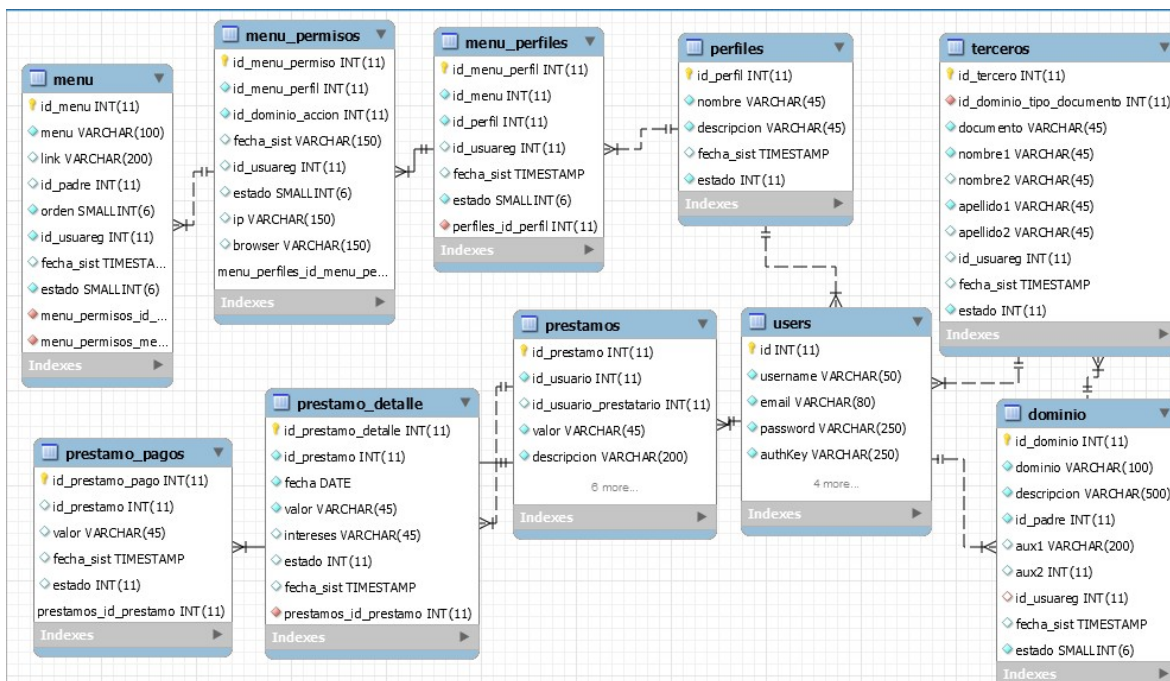 menu
id_menu INT(11)
menu VARCHAR(100)
link VARCHAR(200)
id_padre INT(11)
orden SMALLINT(6)
id_usuareg INT(11)
fecha_sist TIMESTA...
estado SMALLINT(6)
menu_permisos_id_...
menu_permisos_me...
Indexes
menu_permisos
id_menu_permiso INT(11)
id_menu_perfil INT(11)
id_dominio_accion INT(11)
fecha_sist VARCHAR(150)
id_usuareg INT(11)
estado SMALLINT(6)
ip VARCHAR(150)
browser VARCHAR(150)
menu_perfiles_id_menu_pe...
Indexes
menu_perfiles
id_menu_perfil INT(11)
id_menu INT(11)
id_perfil INT(11)
id_usuareg INT(11)
fecha_sist TIMESTAMP
estado SMALLINT(6)
perfiles_id_perfil INT(11)
Indexes
perfiles
id_perfil INT(11)
nombre VARCHAR(45)
descripcion VARCHAR(45)
fecha_sist TIMESTAMP
estado INT(11)
Indexes
terceros
id_tercero INT(11)
id_dominio_tipo_documento INT(11)
documento VARCHAR(45)
nombre1 VARCHAR(45)
nombre2 VARCHAR(45)
apellido1 VARCHAR(45)
apellido2 VARCHAR(45)
id_usuareg INT(11)
fecha_sist TIMESTAMP
estado INT(11)
Indexes
prestamo_pagos
id_prestamo_pago INT(11)
id_prestamo INT(11)
valor VARCHAR(45)
fecha_sist TIMESTAMP
estado INT(11)
prestamos_id_prestamo INT(11)
Indexes
prestamo_detalle
id_prestamo_detalle INT(11)
id_prestamo INT(11)
fecha DATE
valor VARCHAR(45)
intereses VARCHAR(45)
estado INT(11)
fecha_sist TIMESTAMP
prestamos_id_prestamo INT(11)
Indexes
prestamos
id_prestamo INT(11)
id_usuario INT(11)
id_usuario_prestatario INT(11)
valor VARCHAR(45)
descripcion VARCHAR(200)
6 more...
Indexes
users
id INT(11)
username VARCHAR(50)
email VARCHAR(80)
password VARCHAR(250)
authKey VARCHAR(250)
4 more...
Indexes
dominio
id_dominio INT(11)
dominio VARCHAR(100)
descripcion VARCHAR(500)
id_padre INT(11)
aux1 VARCHAR(200)
aux2 INT(11)
id_usuareg INT(11)
fecha_sist TIMESTAMP
estado SMALLINT(6)
Indexes